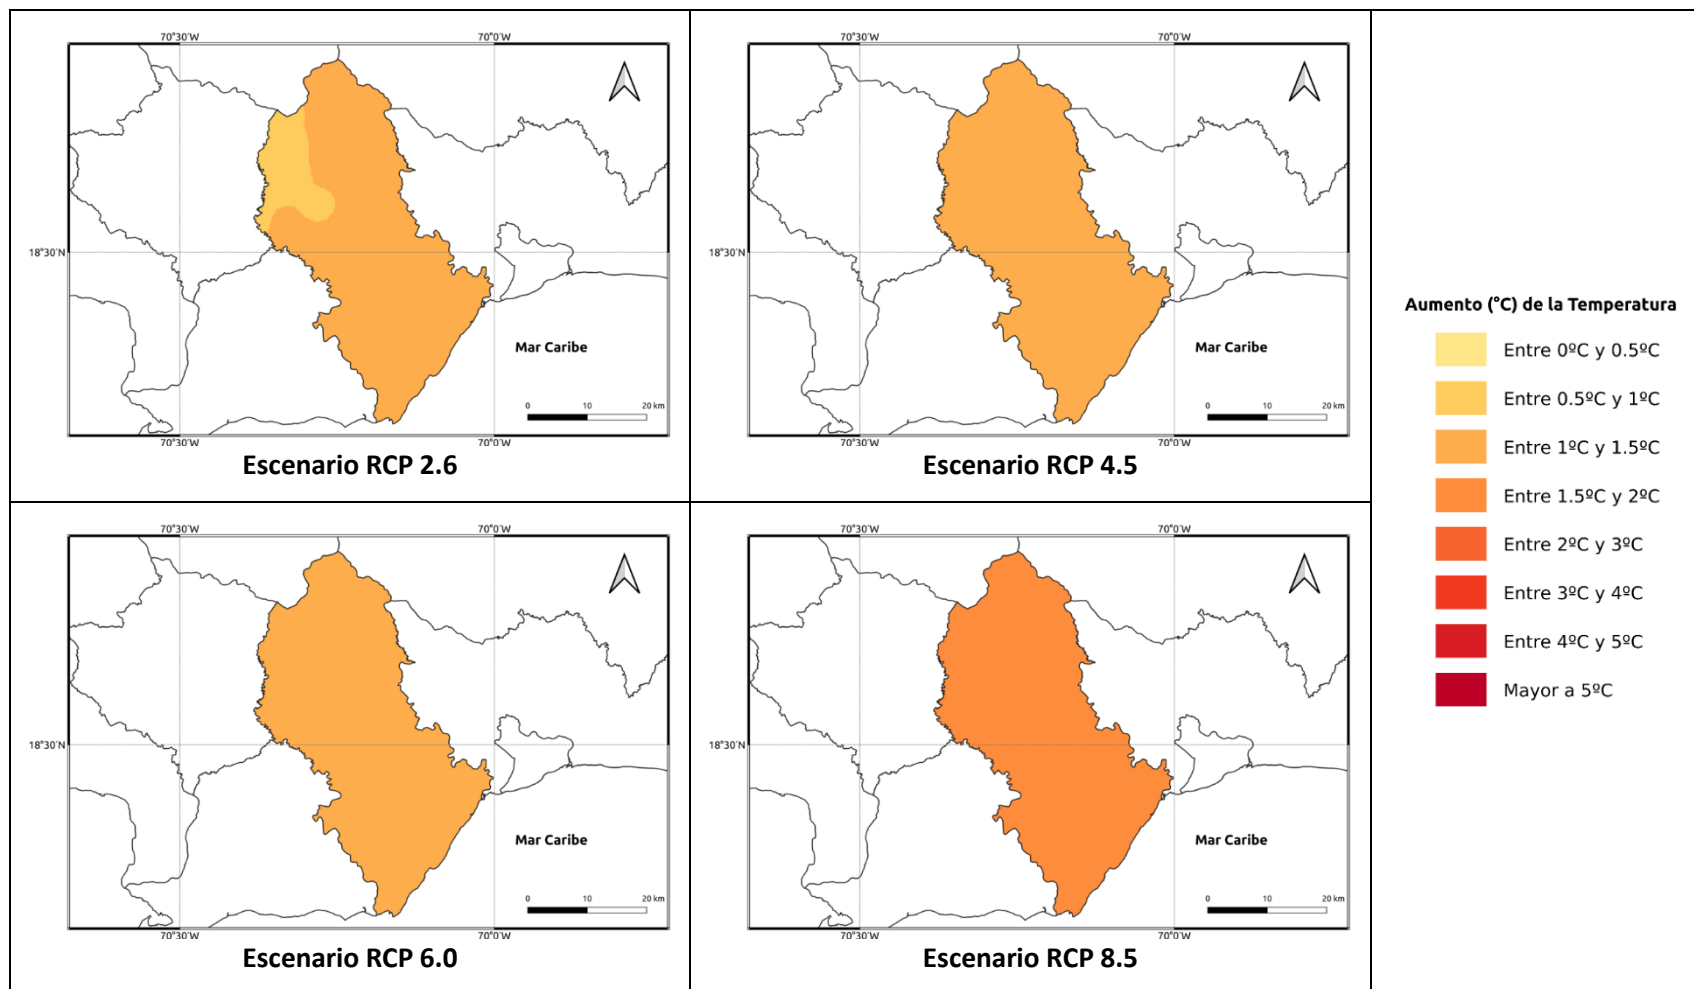 70°30'W 70°0'W
18°30'N
Mar Caribe
0 10 20 km
70°30'W 70°0'W
Escenario RCP 2.6
70°30'W 70°0'W
18°30'N
Mar Caribe
0 10 20 km
70°30'W 70°0'W
Escenario RCP 4.5
70°30'W 70°0'W
18°30'N
Mar Caribe
0 10 20 km
70°30'W 70°0'W
Escenario RCP 6.0
70°30'W 70°0'W
18°30'N
Mar Caribe
0 10 20 km
70°30'W 70°0'W
Escenario RCP 8.5
Aumento (°C) de la Temperatura
Entre 0ºC y 0.5ºC
Entre 0.5ºC y 1ºC
Entre 1ºC y 1.5ºC
Entre 1.5ºC y 2ºC
Entre 2ºC y 3ºC
Entre 3ºC y 4ºC
Entre 4ºC y 5ºC
Mayor a 5ºC